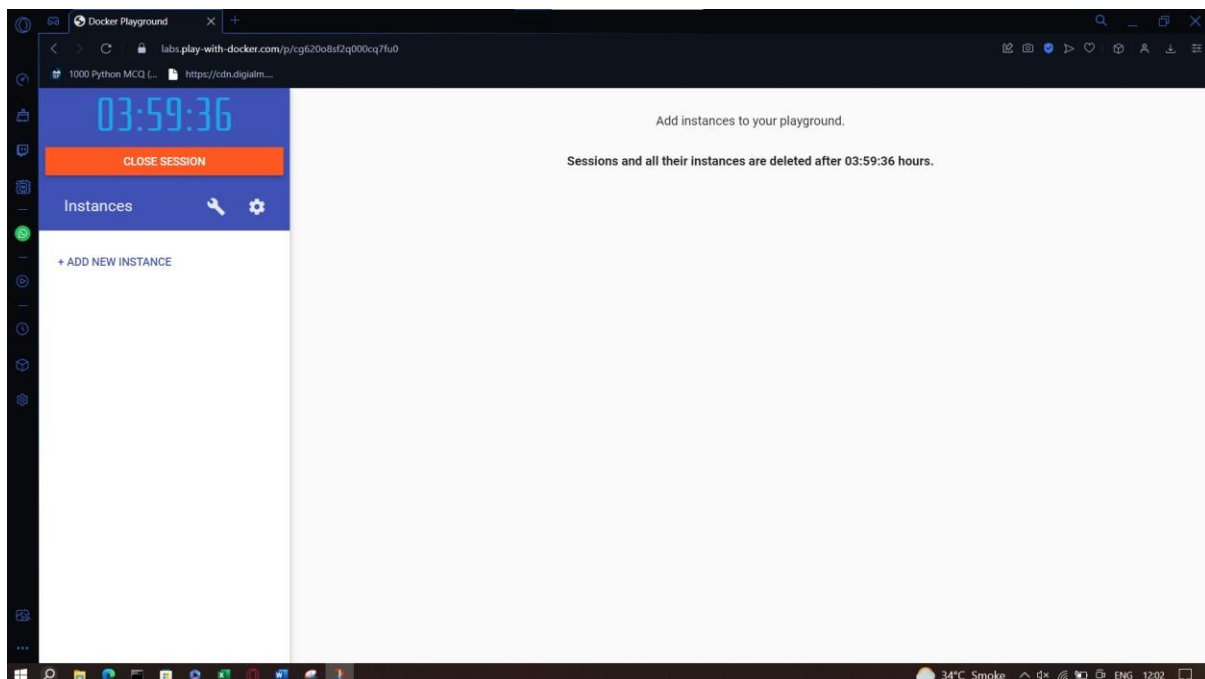 Docker Playground
labs.play-with-docker.com/p/cg620o8sf2q000cq7fu0
1000 Python MCQ (... https://cdn.digialm....
03:59:36
CLOSE SESSION
Instances
+ ADD NEW INSTANCE
Add instances to your playground.
Sessions and all their instances are deleted after 03:59:36 hours.
34°C Smoke ENG 12:02